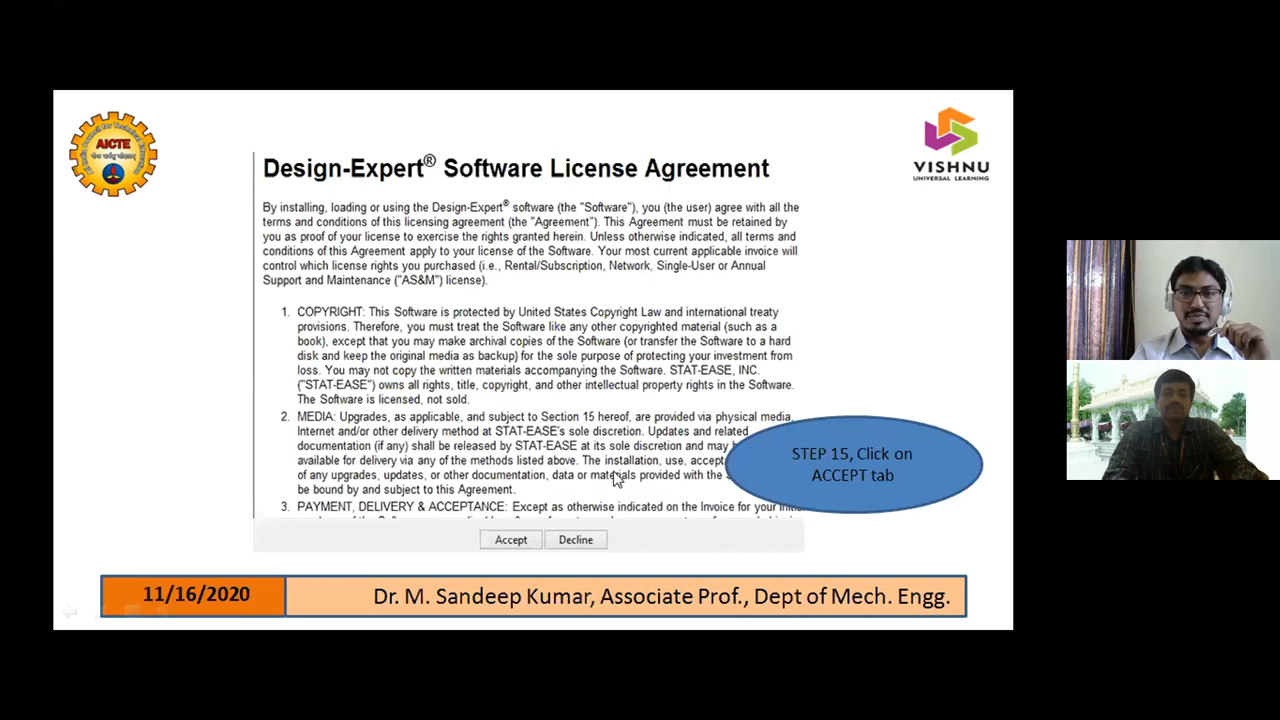 AICTE
VISHNU
UNIVERSAL LEARNING
Design-Expert® Software License Agreement
By installing, loading or using the Design-Expert® software (the "Software"), you (the user) agree with all the
terms and conditions of this licensing agreement (the "Agreement"). This Agreement must be retained by
you as proof of your license to exercise the rights granted herein. Unless otherwise indicated, all terms and
conditions of this Agreement apply to your license of the Software. Your most current applicable invoice will
control which license rights you purchased (i.e., Rental/Subscription, Network, Single-User or Annual
Support and Maintenance ("AS&M") license).
1. COPYRIGHT: This Software is protected by United States Copyright Law and international treaty
provisions. Therefore, you must treat the Software like any other copyrighted material (such as a
book), except that you may make archival copies of the Software (or transfer the Software to a hard
disk and keep the original media as backup) for the sole purpose of protecting your investment from
loss. You may not copy the written materials accompanying the Software. STAT-EASE, INC.
("STAT-EASE") owns all rights, title, copyright, and other intellectual property rights in the Software.
The Software is licensed, not sold.
2. MEDIA: Upgrades, as applicable, and subject to Section 15 hereof, are provided via physical media,
Internet and/or other delivery method at STAT-EASE's sole discretion. Updates and related
documentation (if any) shall be released by STAT-EASE at its sole discretion and may
available for delivery via any of the methods listed above. The installation, use, accept
of any upgrades, updates, or other documentation, data or materials provided with the
be bound by and subject to this Agreement.
3. PAYMENT, DELIVERY & ACCEPTANCE: Except as otherwise indicated on the Invoice for your
STEP 15, Click on
ACCEPT tab
Accept Decline
11/16/2020 Dr. M. Sandeep Kumar, Associate Prof., Dept of Mech. Engg.